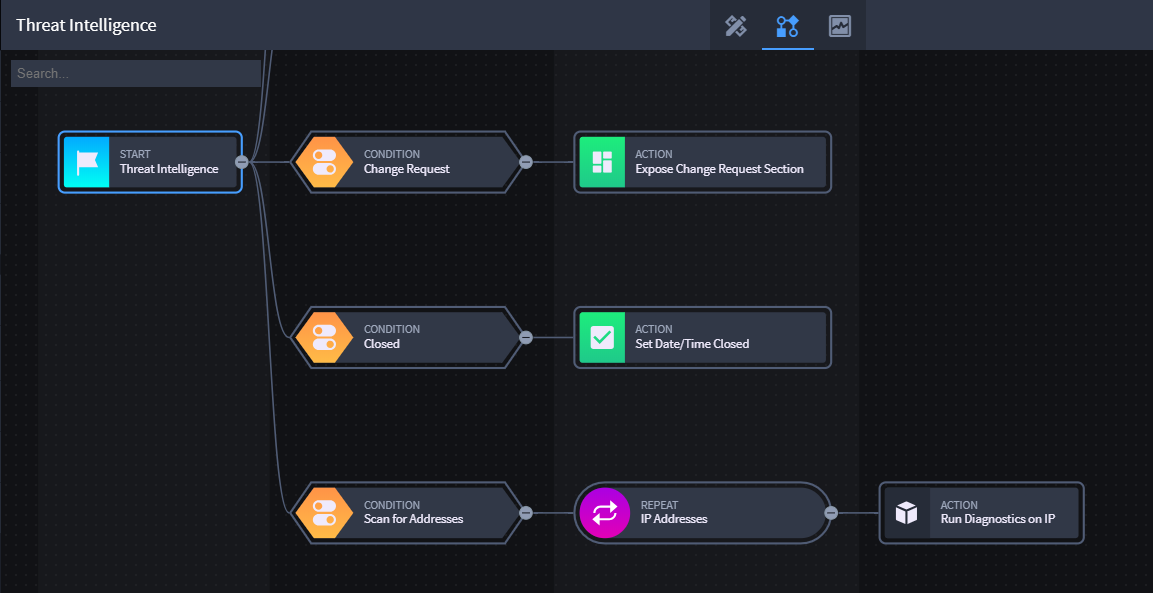 Threat Intelligence
Search...
START
Threat Intelligence
CONDITION
Change Request
ACTION
Expose Change Request Section
CONDITION
Closed
ACTION
Set Date/Time Closed
CONDITION
Scan for Addresses
REPEAT
IP Addresses
ACTION
Run Diagnostics on IP